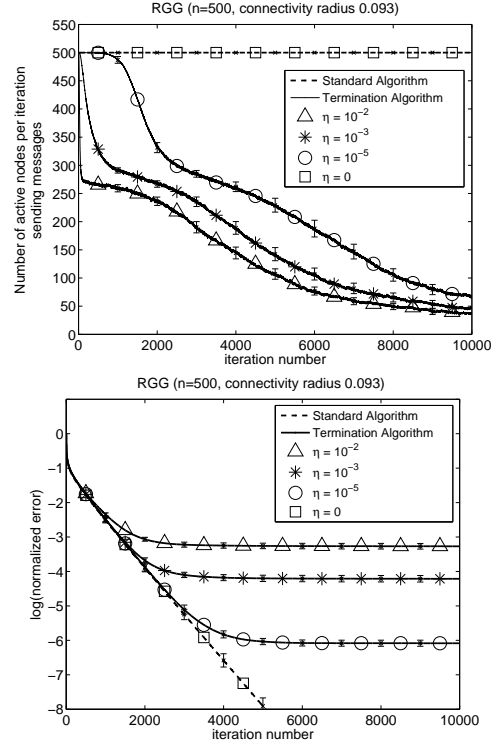 RGG (n=500, connectivity radius 0.093)
550
500
450
400
350
300
250
200
150
100
50
0
Number of active nodes per iteration
sending messages
Standard Algorithm
Termination Algorithm
η = 10⁻²
η = 10⁻³
η = 10⁻⁵
η = 0
0 2000 4000 6000 8000 10000
iteration number
RGG (n=500, connectivity radius 0.093)
1
0
−1
−2
−3
−4
−5
−6
−7
−8
log(normalized error)
Standard Algorithm
Termination Algorithm
η = 10⁻²
η = 10⁻³
η = 10⁻⁵
η = 0
0 2000 4000 6000 8000 10000
iteration number